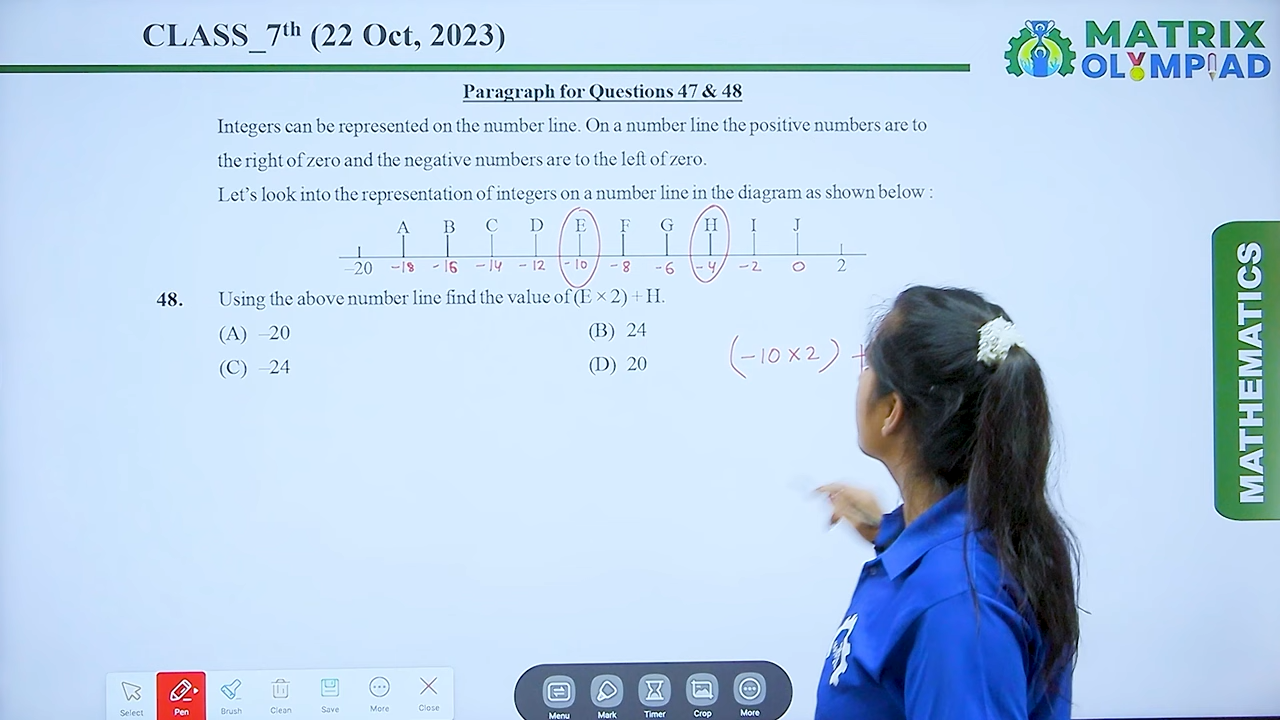 CLASS_7th (22 Oct, 2023)
MATRIX
OLYMPIAD
Paragraph for Questions 47 & 48
Integers can be represented on the number line. On a number line the positive numbers are to
the right of zero and the negative numbers are to the left of zero.
Let's look into the representation of integers on a number line in the diagram as shown below :
A B C D E F G H I J
–20 -18 -16 -14 -12 -10 -8 -6 -4 -2 0 2
48. Using the above number line find the value of (E × 2) + H.
(A) –20 (B) 24
(C) –24 (D) 20
(-10 × 2) +
MATHEMATICS
Select Pen Brush Clean Save More Close
Menu Mark Timer Crop More